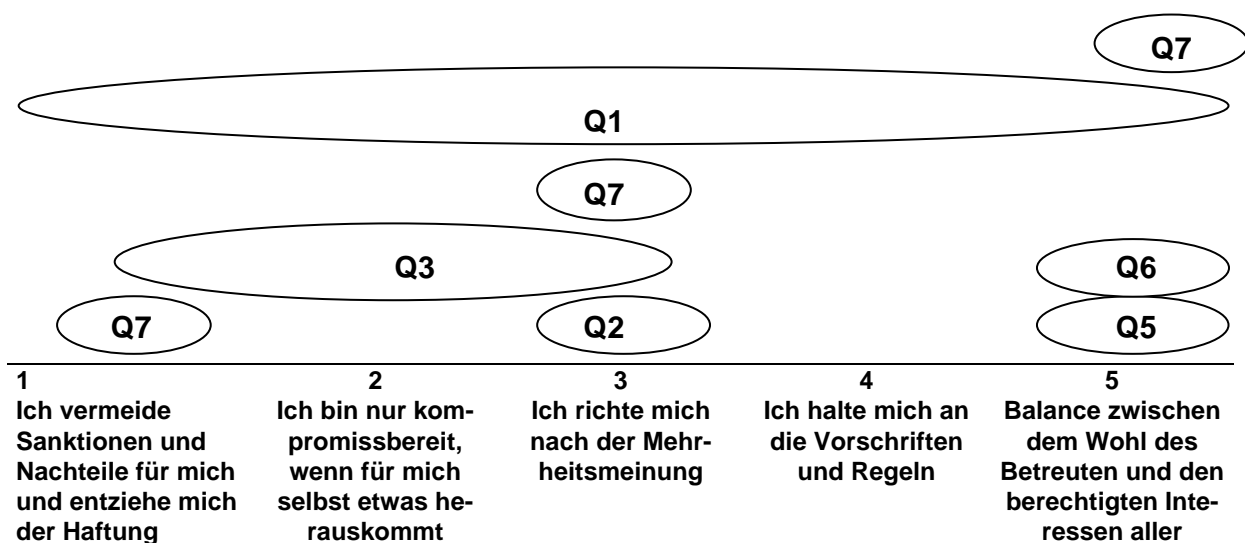 Q7
Q1
Q7
Q3
Q6
Q7
Q2
Q5
1
2
3
4
5
Ich vermeide
Sanktionen und
Nachteile für mich
und entziehe mich
der Haftung
Ich bin nur kom-
promissbereit,
wenn für mich
selbst etwas he-
rauskommt
Ich richte mich
nach der Mehr-
heitsmeinung
Ich halte mich an
die Vorschriften
und Regeln
Balance zwischen
dem Wohl des
Betreuten und den
berechtigten Inte-
ressen aller